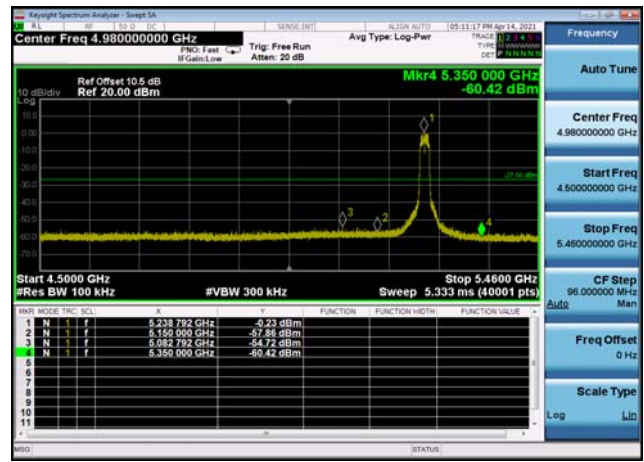 Keysight Spectrum Analyzer - Swept SA
RL RF 50 Ω DC SENSE:INT ALIGN AUTO 05:11:17 PM Apr 14, 2021
Center Freq 4.980000000 GHz
PNO: Fast
IFGain:Low
Trig: Free Run
Atten: 20 dB
Avg Type: Log-Pwr
TRACE 1 2 3 4 5 6
TYPE M WWWWW
DET P N N N N N
Ref Offset 10.5 dB
10 dB/div Ref 20.00 dBm
Log
Mkr4 5.350 000 GHz
-60.42 dBm
10.0
0.00
-10.0
-20.0
-30.0
-40.0
-50.0
-60.0
-70.0
-27.00 dBm
1
2
3
4
Start 4.5000 GHz Stop 5.4600 GHz
#Res BW 100 kHz #VBW 300 kHz Sweep 5.333 ms (40001 pts)
MKR MODE TRC SCL X Y FUNCTION FUNCTION WIDTH FUNCTION VALUE
1 N 1 f 5.238 792 GHz -0.23 dBm
2 N 1 f 5.150 000 GHz -57.86 dBm
3 N 1 f 5.082 792 GHz -54.72 dBm
4 N 1 f 5.350 000 GHz -60.42 dBm
5
6
7
8
9
10
11
MSG STATUS
Frequency
Auto Tune
Center Freq
4.980000000 GHz
Start Freq
4.500000000 GHz
Stop Freq
5.460000000 GHz
CF Step
96.000000 MHz
Auto Man
Freq Offset
0 Hz
Scale Type
Log Lin